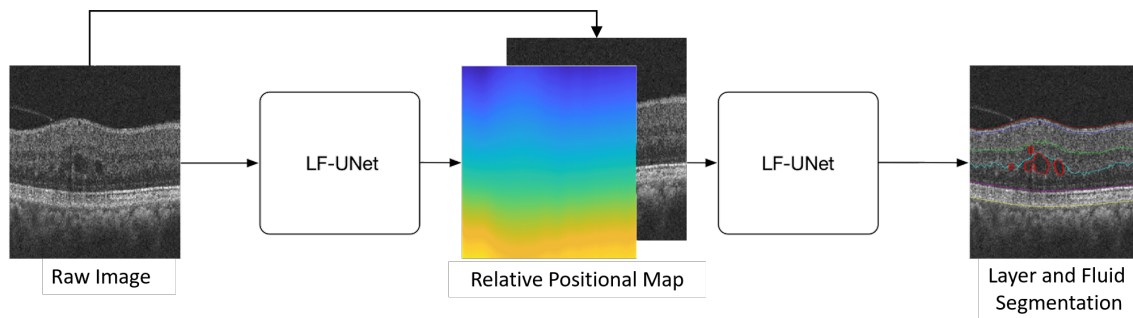 LF-UNet
LF-UNet
Raw Image
Relative Positional Map
Layer and Fluid
Segmentation